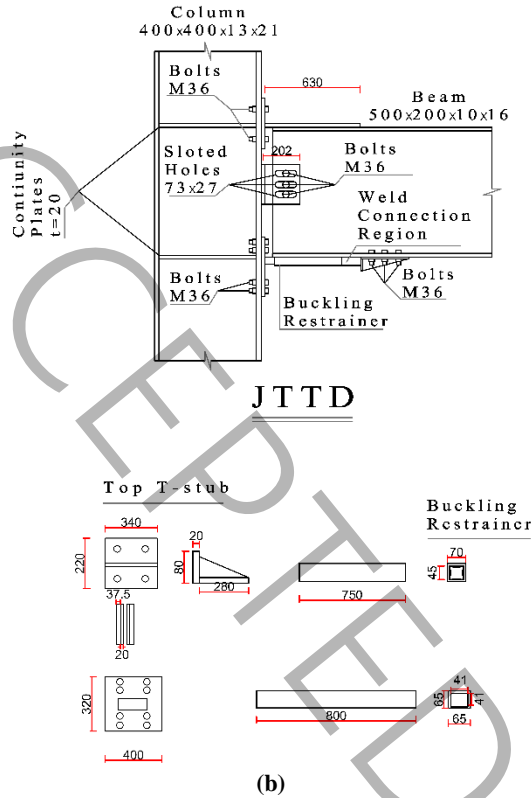 Column
400x400x13x21
Bolts
M36
630
Beam
500x200x10x16
Sloted
Holes
73x27
202
Bolts
M36
Contiunity
Plates
t=20
Weld
Connection
Region
Bolts
M36
Bolts
M36
Buckling
Restrainer
JTTD
Top T-stub
Buckling
Restrainer
340
220
20
80
280
750
70
45
37,5
20
320
400
800
65
41
41
65
(b)
CEPTED